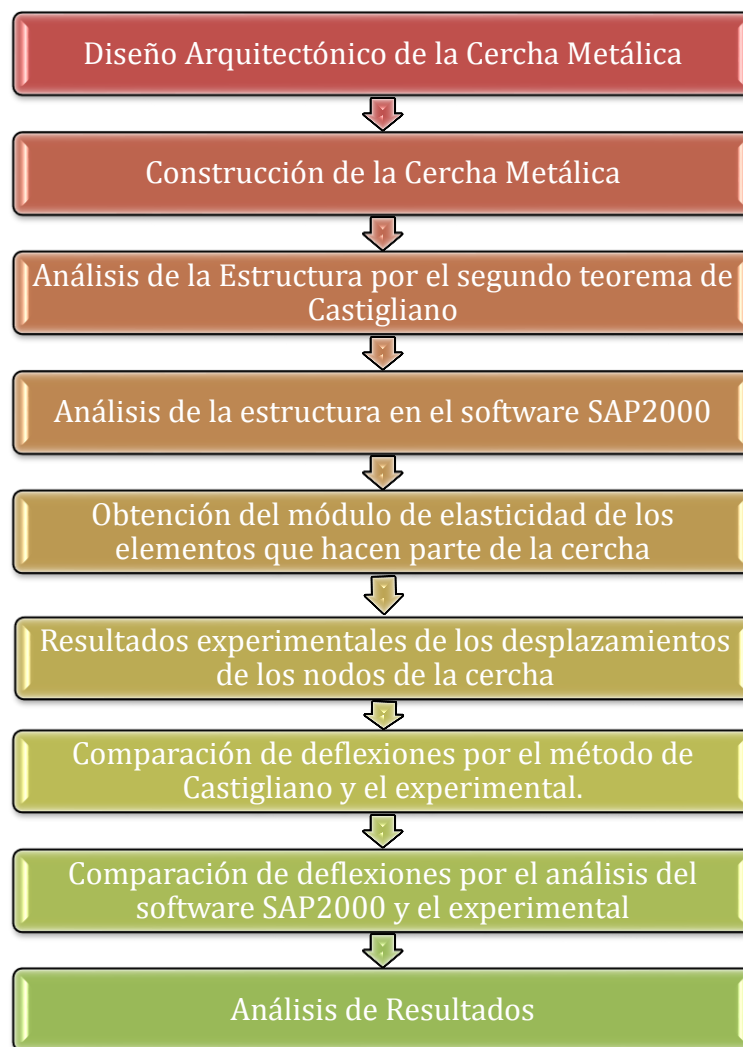 Diseño Arquitectónico de la Cercha Metálica
Construcción de la Cercha Metálica
Análisis de la Estructura por el segundo teorema de
Castigliano
Análisis de la estructura en el software SAP2000
Obtención del módulo de elasticidad de los
elementos que hacen parte de la cercha
Resultados experimentales de los desplazamientos
de los nodos de la cercha
Comparación de deflexiones por el método de
Castigliano y el experimental.
Comparación de deflexiones por el análisis del
software SAP2000 y el experimental
Análisis de Resultados